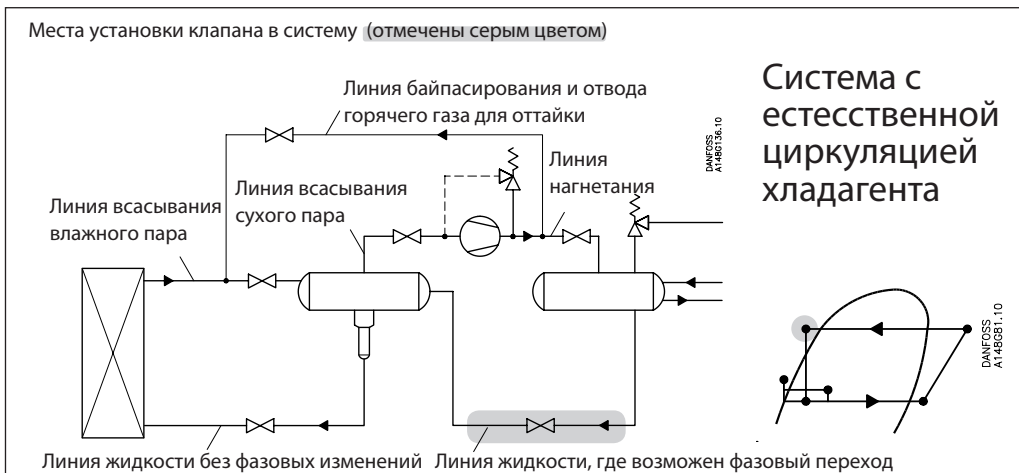 Места установки клапана в систему (отмечены серым цветом)
Система с
естесственной
циркуляцией
хладагента
Линия байпасирования и отвода
горячего газа для оттайки
Линия
нагнетания
Линия всасывания
сухого пара
Линия всасывания
влажного пара
DANFOSS
A148G136.10
DANFOSS
A148G81.10
Линия жидкости без фазовых изменений
Линия жидкости, где возможен фазовый переход